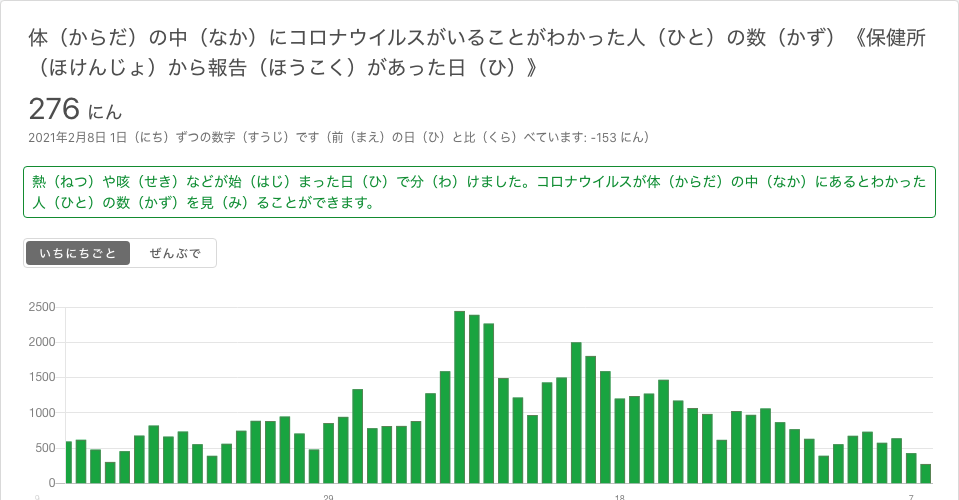 体（からだ）の中（なか）にコロナウイルスがいることがわかった人（ひと）の数（かず）《保健所
（ほけんじょ）から報告（ほうこく）があった日（ひ）》
276 にん
2021年2月8日 1日（にち）ずつの数字（すうじ）です（前（まえ）の日（ひ）と比（くら）べています: -153 にん）
熱（ねつ）や咳（せき）などが始（はじ）まった日（ひ）で分（わ）けました。コロナウイルスが体（からだ）の中（なか）にあるとわかった
人（ひと）の数（かず）を見（み）ることができます。
いちにちごと ぜんぶで
2500
2000
1500
1000
500
0
9 29 18 7